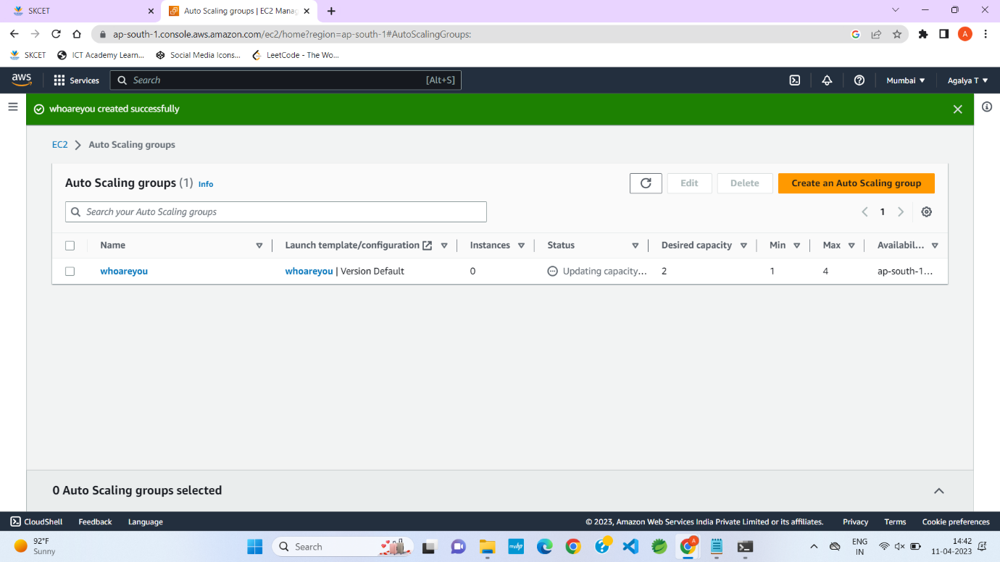 SKCET
Auto Scaling groups | EC2 Manag
ap-south-1.console.aws.amazon.com/ec2/home?region=ap-south-1#AutoScalingGroups:
A
SKCET
ICT Academy Learn...
Social Media Icons...
LeetCode - The Wo...
aws
Services
Search
[Alt+S]
Mumbai
Agalya T
whoareyou created successfully
EC2
Auto Scaling groups
Auto Scaling groups (1) Info
Edit
Delete
Create an Auto Scaling group
Search your Auto Scaling groups
1
Name
Launch template/configuration
Instances
Status
Desired capacity
Min
Max
Availabil...
whoareyou
whoareyou | Version Default
0
Updating capacity...
2
1
4
ap-south-1...
0 Auto Scaling groups selected
CloudShell
Feedback
Language
© 2023, Amazon Web Services India Private Limited or its affiliates.
Privacy
Terms
Cookie preferences
92°F
Sunny
Search
myhp
A
ENG
IN
14:42
11-04-2023